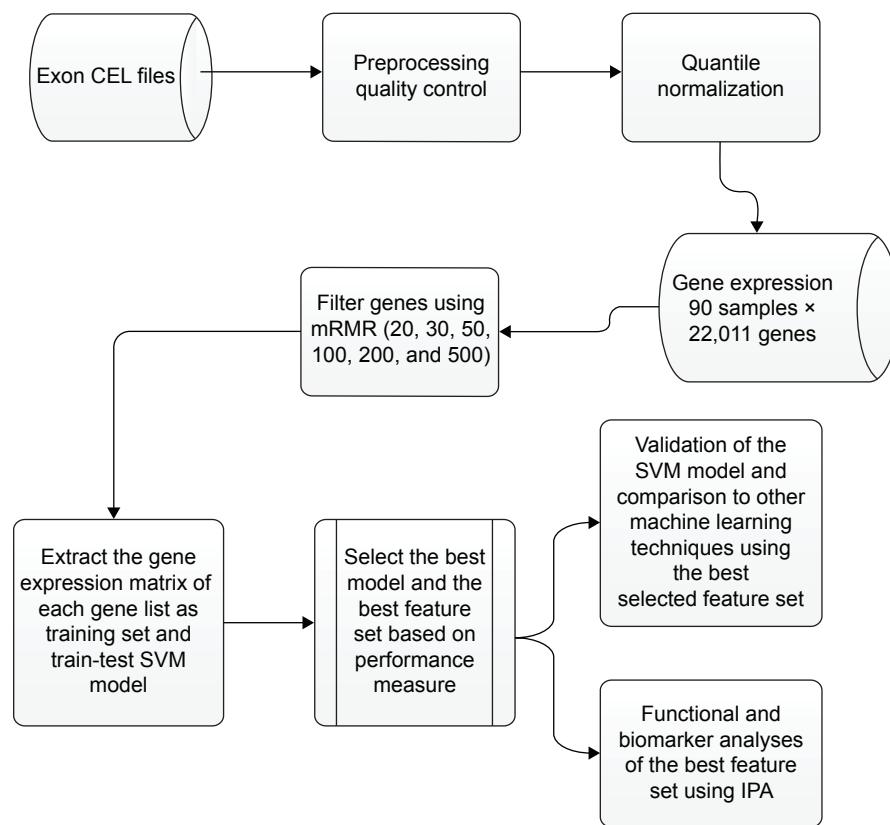 Exon CEL files
Preprocessing
quality control
Quantile
normalization
Gene expression
90 samples ×
22,011 genes
Filter genes using
mRMR (20, 30, 50,
100, 200, and 500)
Extract the gene
expression matrix of
each gene list as
training set and
train-test SVM
model
Select the best
model and the
best feature
set based on
performance
measure
Validation of the
SVM model and
comparison to other
machine learning
techniques using
the best
selected feature set
Functional and
biomarker analyses
of the best feature
set using IPA